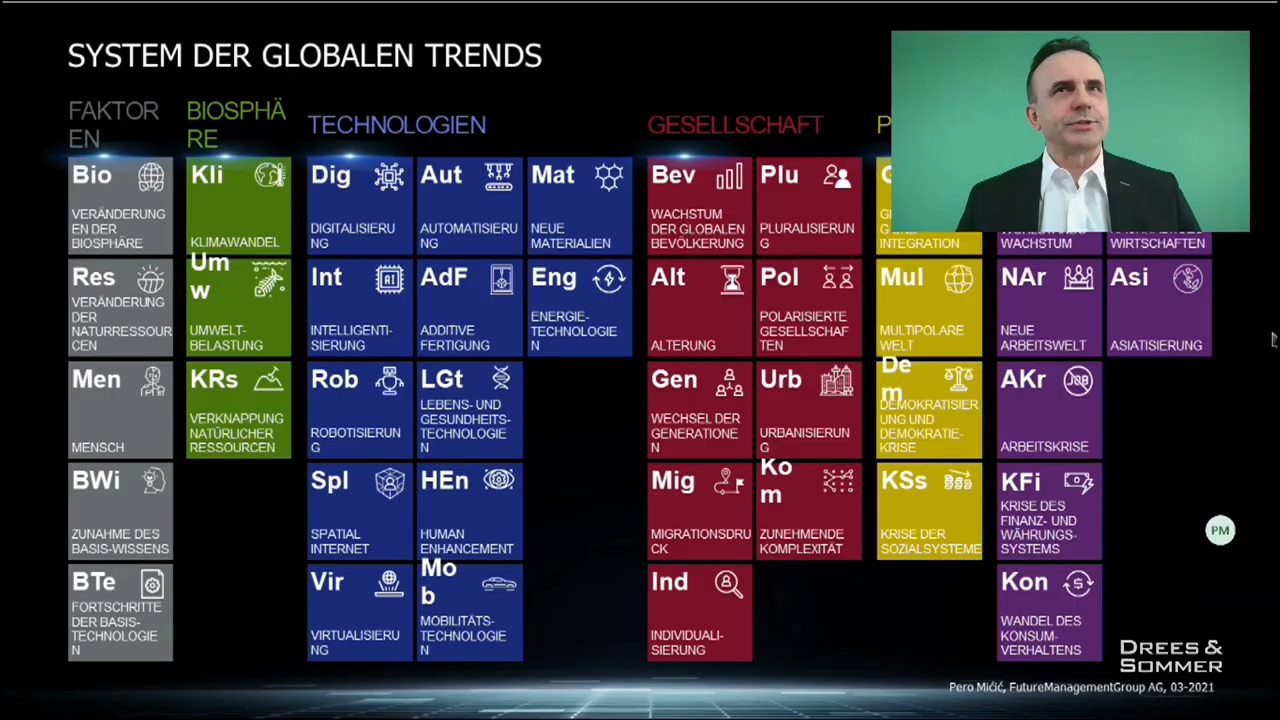 SYSTEM DER GLOBALEN TRENDS
FAKTOR
EN
BIOSPHÄ
RE
TECHNOLOGIEN
GESELLSCHAFT
P
Bio
VERÄNDERUNG
EN DER
BIOSPHÄRE
Kli
KLIMAWANDEL
Dig
DIGITALISIERU
NG
Aut
AUTOMATISIERU
NG
Mat
NEUE
MATERIALIEN
Bev
WACHSTUM
DER GLOBALEN
BEVÖLKERUNG
Plu
PLURALISIERUN
G
INTEGRATION
WACHSTUM
WIRTSCHAFTEN
Res
VERÄNDERUNG
DER
NATURRESSOUR
CEN
Um
w
UMWELT-
BELASTUNG
Int
AI
INTELLIGENTI-
SIERUNG
AdF
ADDITIVE
FERTIGUNG
Eng
ENERGIE-
TECHNOLOGIE
N
Alt
ALTERUNG
Pol
POLARISIERTE
GESELLSCHAF
TEN
Mul
MULTIPOLARE
WELT
NAr
NEUE
ARBEITSWELT
Asi
ASIATISIERUNG
Men
MENSCH
KRs
VERKNAPPUNG
NATÜRLICHER
RESSOURCEN
Rob
ROBOTISIERUN
G
LGt
LEBENS- UND
GESUNDHEITS-
TECHNOLOGIE
N
Gen
WECHSEL DER
GENERATIONE
N
Urb
URBANISIERUN
G
De
m
DEMOKRATISIER
UNG UND
DEMOKRATIE-
KRISE
AKr
JOB
ARBEITSKRISE
BWi
ZUNAHME DES
BASIS-WISSENS
Spl
SPATIAL
INTERNET
HEn
HUMAN
ENHANCEMENT
Mig
MIGRATIONSDRU
CK
Ko
m
ZUNEHMENDE
KOMPLEXITÄT
KSs
KRISE DER
SOZIALSYSTEME
KFi
KRISE DES
FINANZ- UND
WÄHRUNGS-
SYSTEMS
PM
BTe
FORTSCHRITTE
DER BASIS-
TECHNOLOGIE
N
Vir
VIRTUALISIERU
NG
Mo
b
MOBILITÄTS-
TECHNOLOGIE
N
Ind
INDIVIDUALI-
SIERUNG
Kon
WANDEL DES
KONSUM-
VERHALTENS
DREES &
SOMMER
Pero Mićić, FutureManagementGroup AG, 03-2021